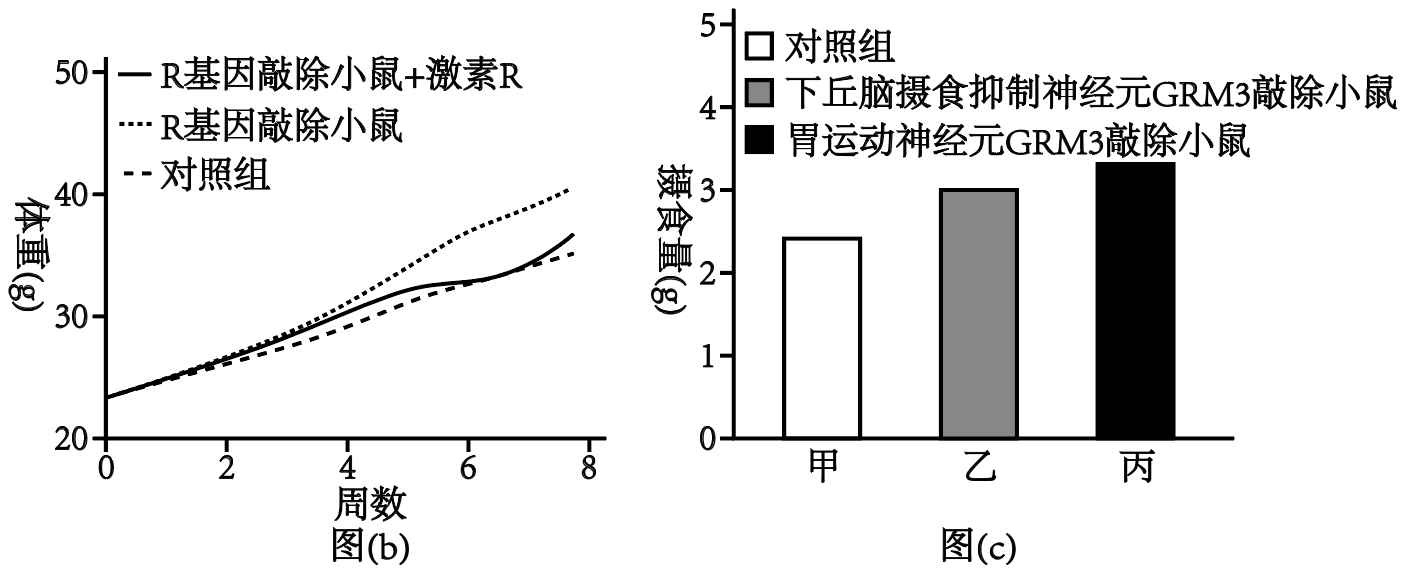 50
40
30
20
体重(g)
R基因敲除小鼠+激素R
R基因敲除小鼠
对照组
0 2 4 6 8
周数
图(b)
5
4
3
2
1
0
摄食量(g)
对照组
下丘脑摄食抑制神经元GRM3敲除小鼠
胃运动神经元GRM3敲除小鼠
甲 乙 丙
图(c)